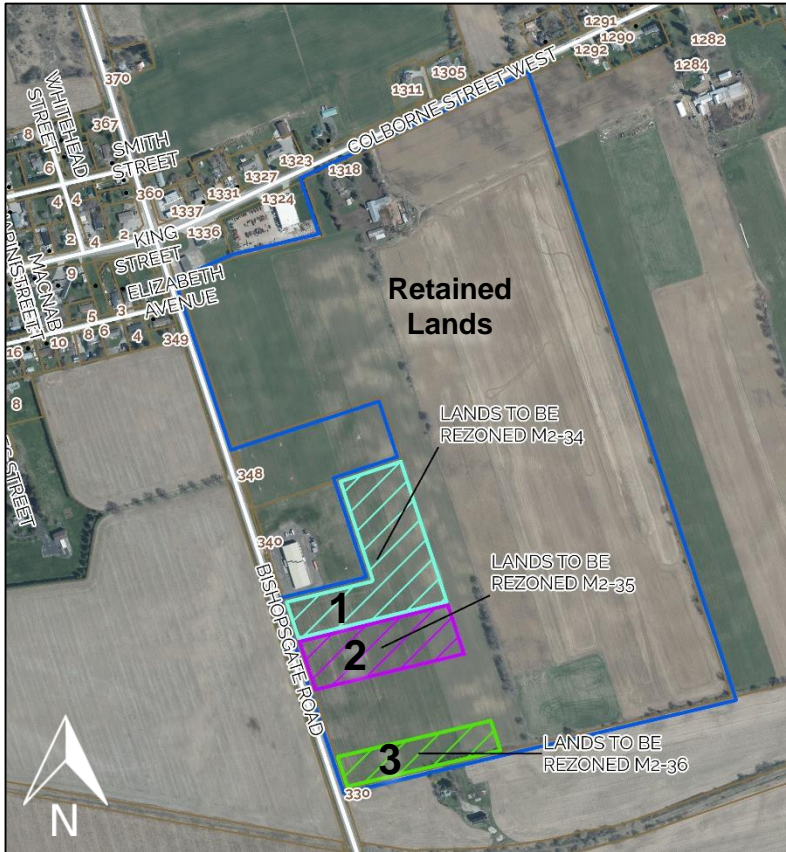 1291
1290
1292
1282
1284
1305
1311
COLBORNE STREET WEST
370
WHITEHEAD
STREET
367
8
SMITH
STREET
6
1323
1318
1327
4
4
360
1331
1324
1337
2
4
2
KING
STREET
1336
MACNAB
9
ELIZABETH
AVENUE
5
3
349
16
10
8
6
4
8
Retained
Lands
LANDS TO BE
REZONED M2-34
348
340
BISHOPSGATE ROAD
LANDS TO BE
REZONED M2-35
1
2
3
LANDS TO BE
REZONED M2-36
330
N